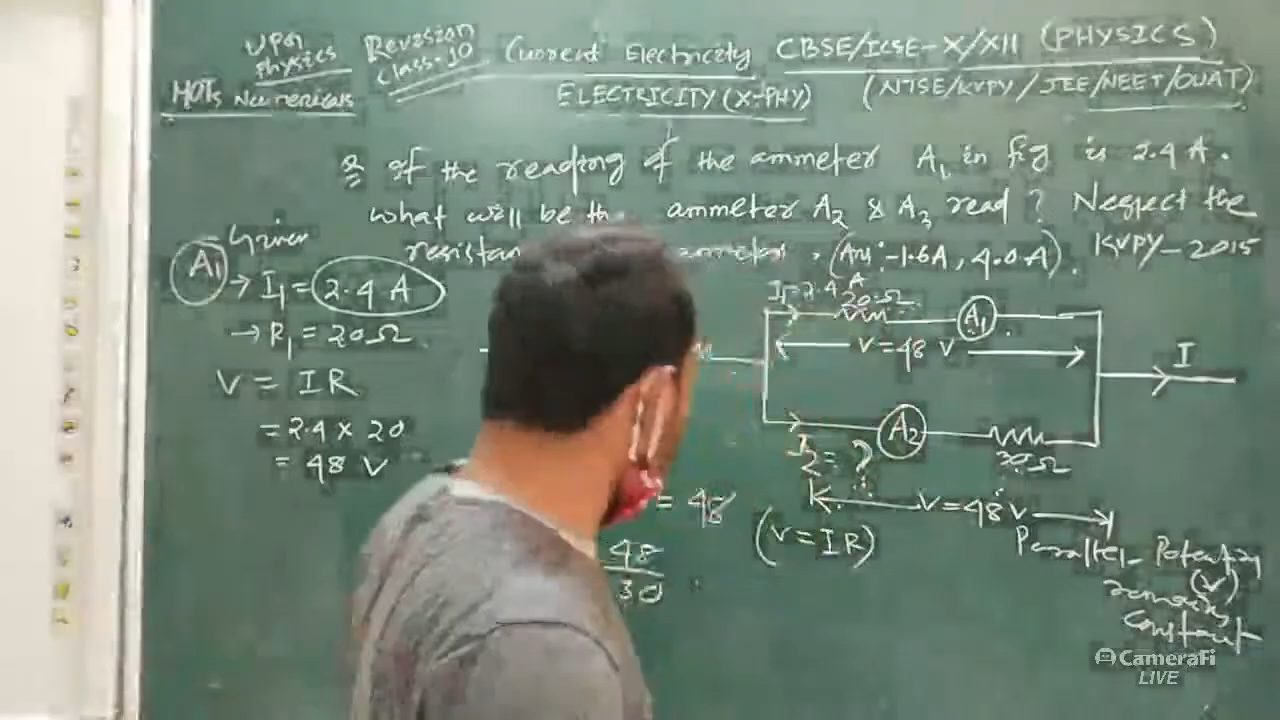 UPON Physics
Revision Class-10
Current Electricity
CBSE/ICSE-X/XII (PHYSICS)
HOTs Numericals
ELECTRICITY (X-PHY)
(NTSE/KVPY/JEE/NEET/OUAT)
Q If the reading of the ammeter A1 in fig is 2.4 A.
what will be the ammeter A2 & A3 read? Neglect the
(Ans:-1.6A, 4.0A). KVPY-2015
Given
A1 → I1 = 2.4 A
→ R1 = 20Ω
V = IR
= 2.4 x 20
= 48 V
I1=2.4 A
20Ω
A1
V=48 V
I
A2
30Ω
I2=?
V=48 V
= 48
(V=IR)
48
30
Parallel-Potential
(V)
remains
constant
CameraFi
LIVE